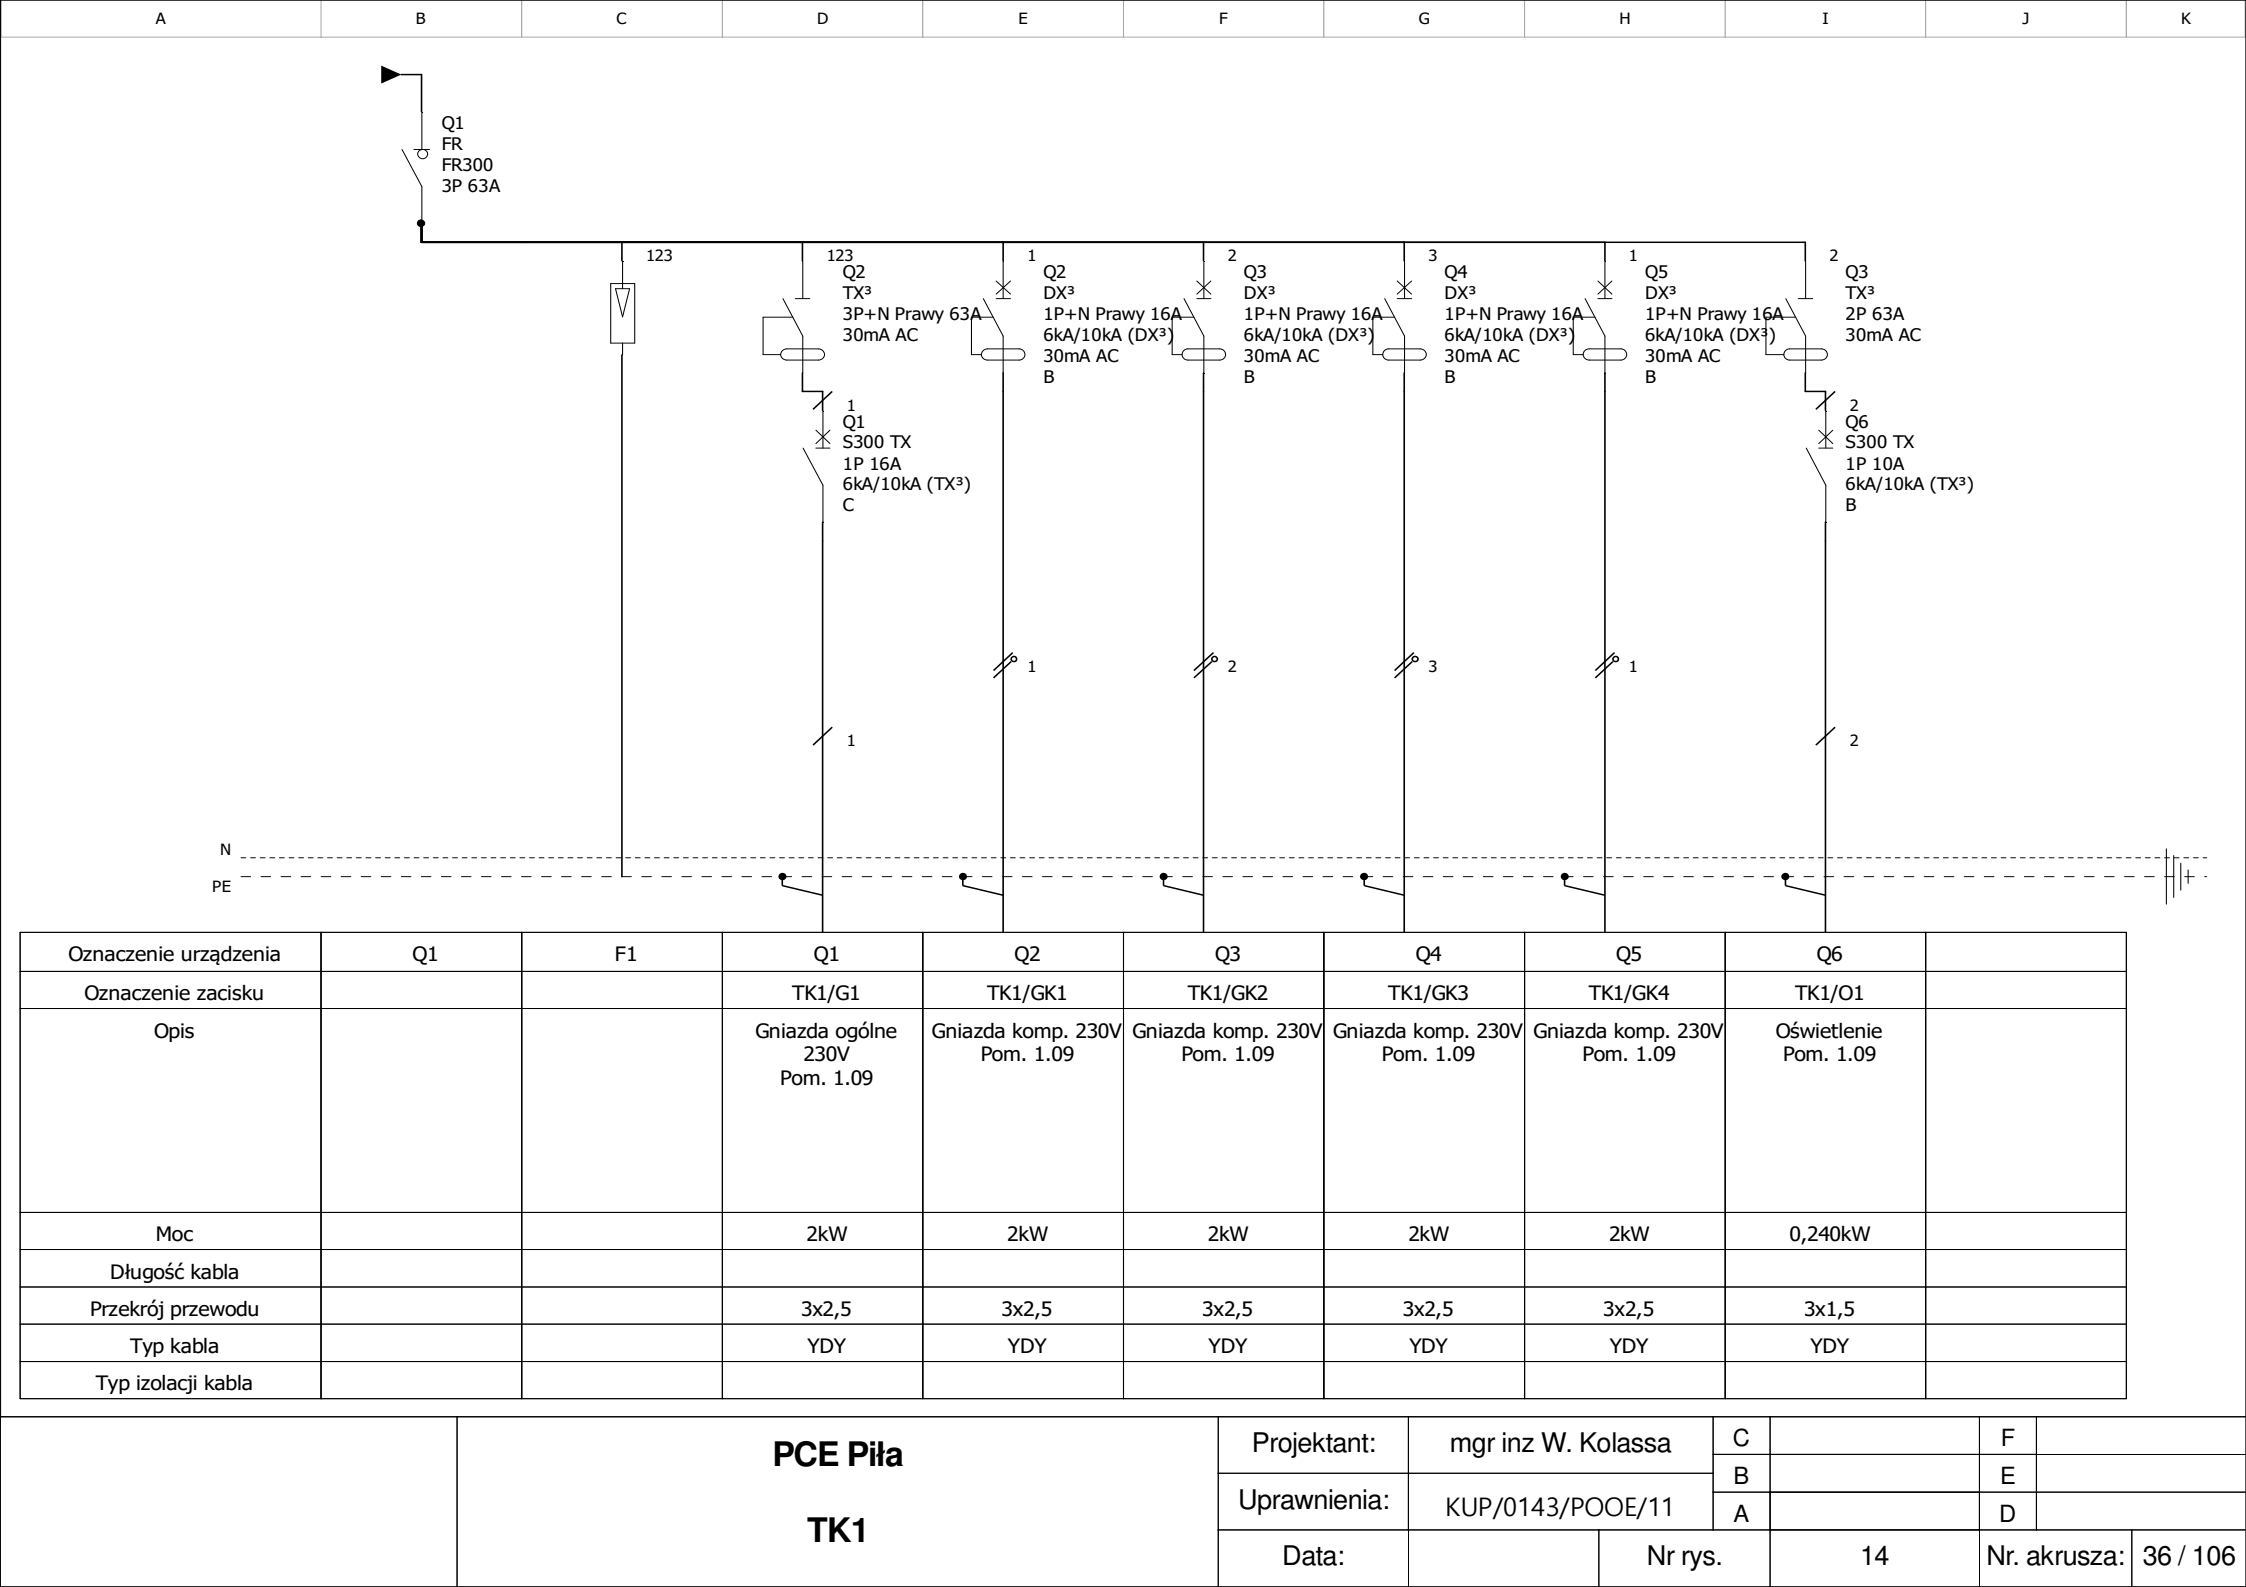 A B C D E F G H I J K
Q1
FR
FR300
3P 63A
123 123 1 2 3 1 2
Q2
TX³
3P+N Prawy 63A
30mA AC
Q2
DX³
1P+N Prawy 16A
6kA/10kA (DX³)
30mA AC
B
Q3
DX³
1P+N Prawy 16A
6kA/10kA (DX³)
30mA AC
B
Q4
DX³
1P+N Prawy 16A
6kA/10kA (DX³)
30mA AC
B
Q5
DX³
1P+N Prawy 16A
6kA/10kA (DX³)
30mA AC
B
Q3
TX³
2P 63A
30mA AC
1
Q1
S300 TX
1P 16A
6kA/10kA (TX³)
C
2
Q6
S300 TX
1P 10A
6kA/10kA (TX³)
B
1 2 3 1
1 2
N
PE
Oznaczenie urządzenia Q1 F1 Q1 Q2 Q3 Q4 Q5 Q6
Oznaczenie zacisku TK1/G1 TK1/GK1 TK1/GK2 TK1/GK3 TK1/GK4 TK1/O1
Opis Gniazda ogólne Gniazda komp. 230V Gniazda komp. 230V Gniazda komp. 230V Gniazda komp. 230V Oświetlenie
230V Pom. 1.09 Pom. 1.09 Pom. 1.09 Pom. 1.09 Pom. 1.09
Pom. 1.09
Moc 2kW 2kW 2kW 2kW 2kW 0,240kW
Długość kabla
Przekrój przewodu 3x2,5 3x2,5 3x2,5 3x2,5 3x2,5 3x1,5
Typ kabla YDY YDY YDY YDY YDY YDY
Typ izolacji kabla
PCE Piła
TK1
Projektant: mgr inz W. Kolassa C F
B E
Uprawnienia: KUP/0143/POOE/11 A D
Data: Nr rys. 14 Nr. akrusza: 36 / 106